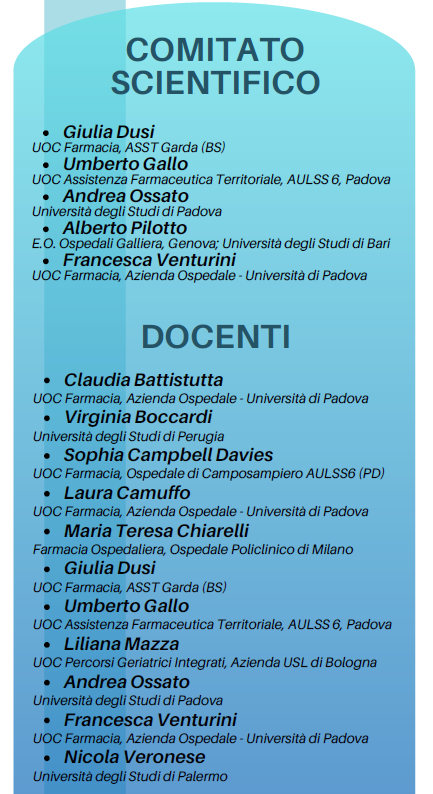 COMITATO
SCIENTIFICO
• Giulia Dusi
UOC Farmacia, ASST Garda (BS)
• Umberto Gallo
UOC Assistenza Farmaceutica Territoriale, AULSS 6, Padova
• Andrea Ossato
Università degli Studi di Padova
• Alberto Pilotto
E.O. Ospedali Galliera, Genova; Università degli Studi di Bari
• Francesca Venturini
UOC Farmacia, Azienda Ospedale - Università di Padova
DOCENTI
• Claudia Battistutta
UOC Farmacia, Azienda Ospedale - Università di Padova
• Virginia Boccardi
Università degli Studi di Perugia
• Sophia Campbell Davies
UOC Farmacia, Ospedale di Camposampiero AULSS6 (PD)
• Laura Camuffo
UOC Farmacia, Azienda Ospedale - Università di Padova
• Maria Teresa Chiarelli
Farmacia Ospedaliera, Ospedale Policlinico di Milano
• Giulia Dusi
UOC Farmacia, ASST Garda (BS)
• Umberto Gallo
UOC Assistenza Farmaceutica Territoriale, AULSS 6, Padova
• Liliana Mazza
UOC Percorsi Geriatrici Integrati, Azienda USL di Bologna
• Andrea Ossato
Università degli Studi di Padova
• Francesca Venturini
UOC Farmacia, Azienda Ospedale - Università di Padova
• Nicola Veronese
Università degli Studi di Palermo